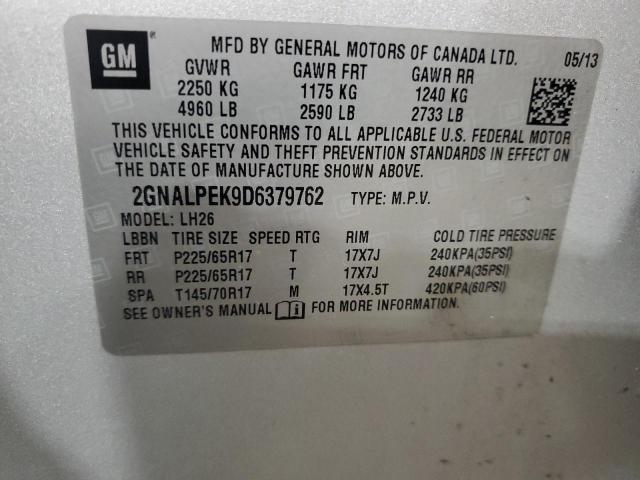 GM ® MFD BY GENERAL MOTORS OF CANADA LTD. 05/13
GVWR GAWR FRT GAWR RR
2250 KG 1175 KG 1240 KG
4960 LB 2590 LB 2733 LB
THIS VEHICLE CONFORMS TO ALL APPLICABLE U.S. FEDERAL MOTOR
VEHICLE SAFETY AND THEFT PREVENTION STANDARDS IN EFFECT ON
THE DATE OF MANUFACTURE SHOWN ABOVE.
2GNALPEK9D6379762 TYPE: M.P.V.
MODEL: LH26
LBBN TIRE SIZE SPEED RTG RIM COLD TIRE PRESSURE
FRT P225/65R17 T 17X7J 240KPA(35PSI)
RR P225/65R17 T 17X7J 240KPA(35PSI)
SPA T145/70R17 M 17X4.5T 420KPA(60PSI)
SEE OWNER'S MANUAL FOR MORE INFORMATION.